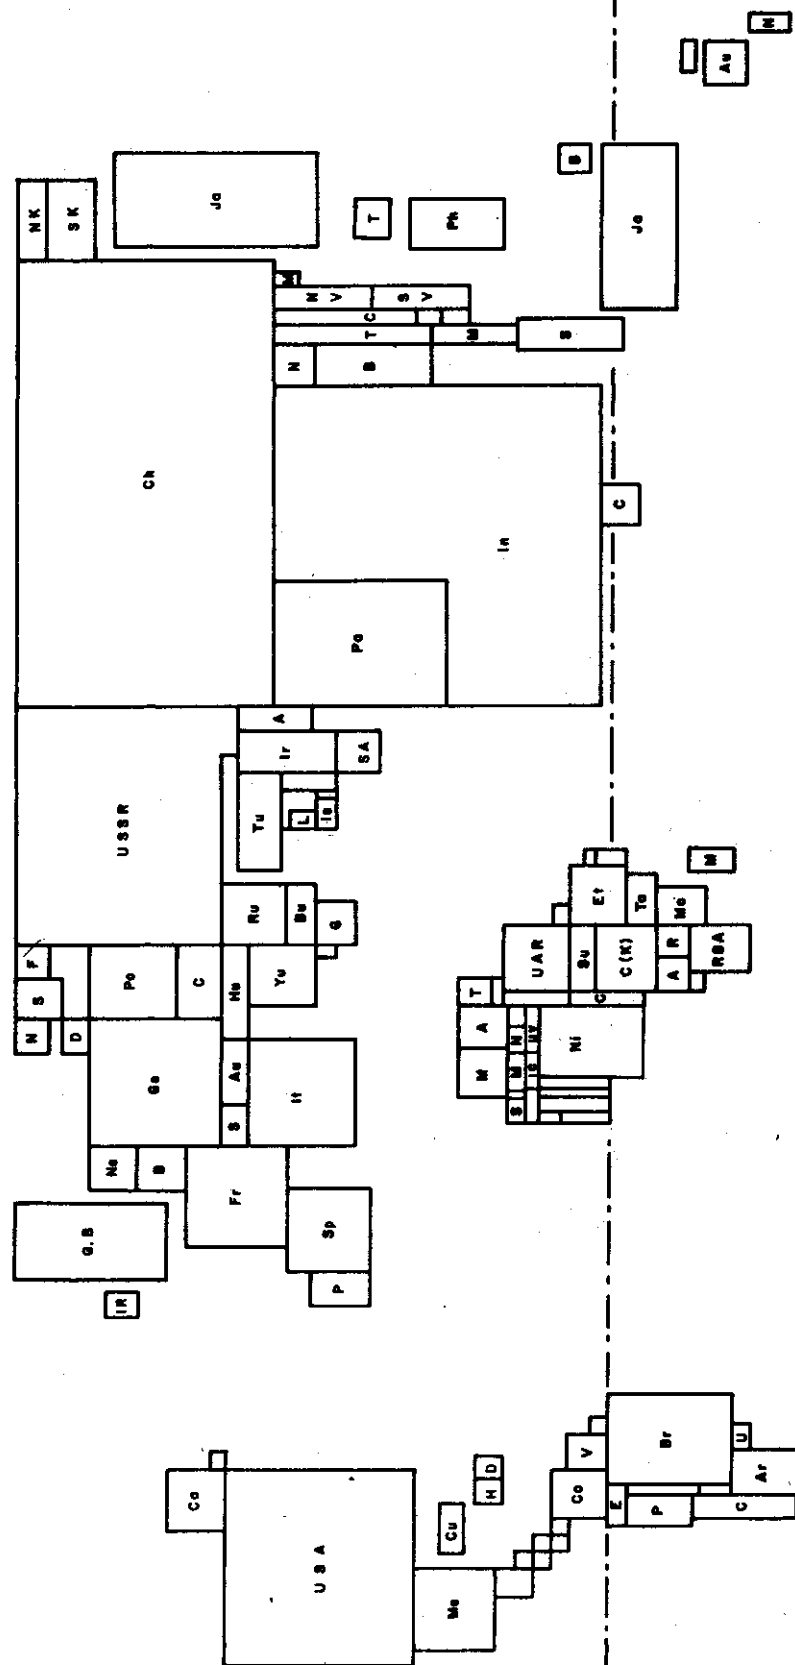 Ca
USA
Me
Cu
H
D
Co
V
E
P
Br
U
Ar
C
IR
G.B
N
S
F
D
Ne
B
Ge
Po
C
USSR
Fr
S
Au
Hu
Ru
Bu
Sp
P
It
Yu
G
Tu
Ir
A
L
Is
SA
Ch
NK
SK
Ja
Pa
In
C
N
B
T
M
C
N V
S V
T
Ph
S
B
M
A
T
S
M
N
IC
UV
Ni
C
UAR
Su
C(K)
Et
Ta
A
R
Mo
RBA
M
Au
N